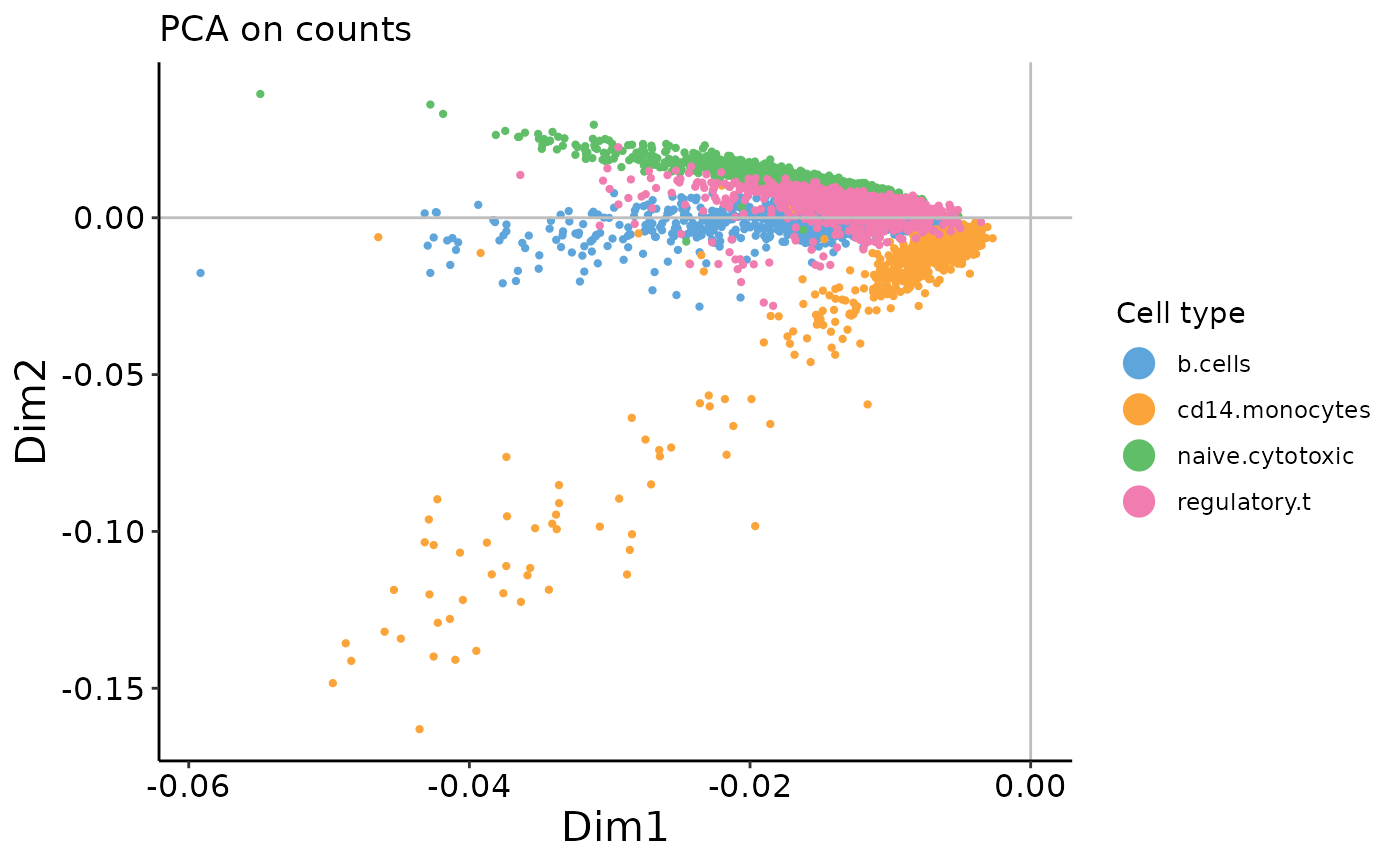 PCA on counts
0.00
-0.05
-0.10
-0.15
Dim2
-0.06
-0.04
-0.02
0.00
Dim1
Cell type
b.cells
cd14.monocytes
naive.cytotoxic
regulatory.t